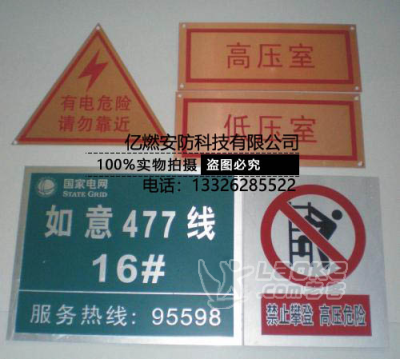 有电危险
请勿靠近
高压室
低压室
亿燃安防科技有限公司
100%实物拍摄 盗图必究
电话：13326285522
国家电网
STATE GRID
如意477线
16#
服务热线：95598
禁止攀登 高压危险